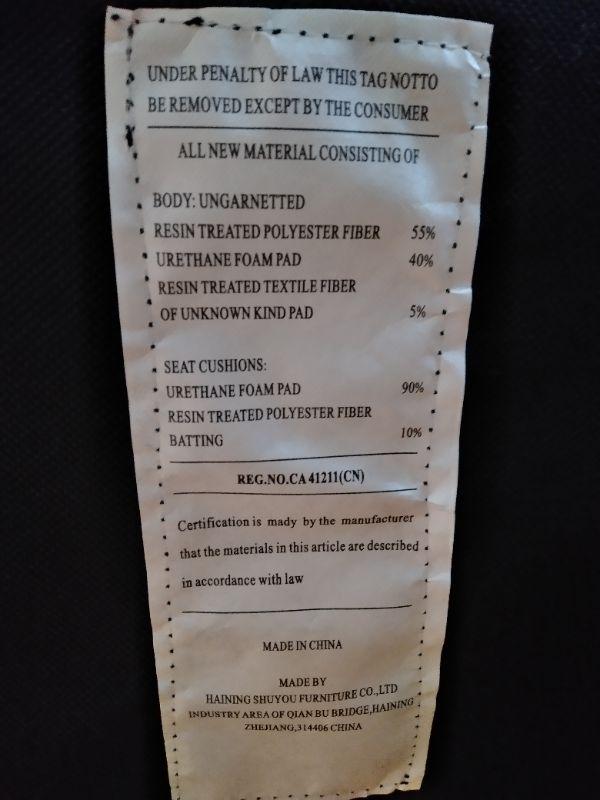 UNDER PENALTY OF LAW THIS TAG NOTTO
BE REMOVED EXCEPT BY THE CONSUMER
ALL NEW MATERIAL CONSISTING OF
BODY: UNGARNETTED
RESIN TREATED POLYESTER FIBER 55%
URETHANE FOAM PAD 40%
RESIN TREATED TEXTILE FIBER
OF UNKNOWN KIND PAD 5%
SEAT CUSHIONS:
URETHANE FOAM PAD 90%
RESIN TREATED POLYESTER FIBER
BATTING 10%
REG.NO.CA 41211(CN)
Certification is mady by the manufacturer
that the materials in this article are described
in accordance with law
MADE IN CHINA
MADE BY
HAINING SHUYOU FURNITURE CO.,LTD
INDUSTRY AREA OF QIAN BU BRIDGE,HAINING
ZHEJIANG,314406 CHINA